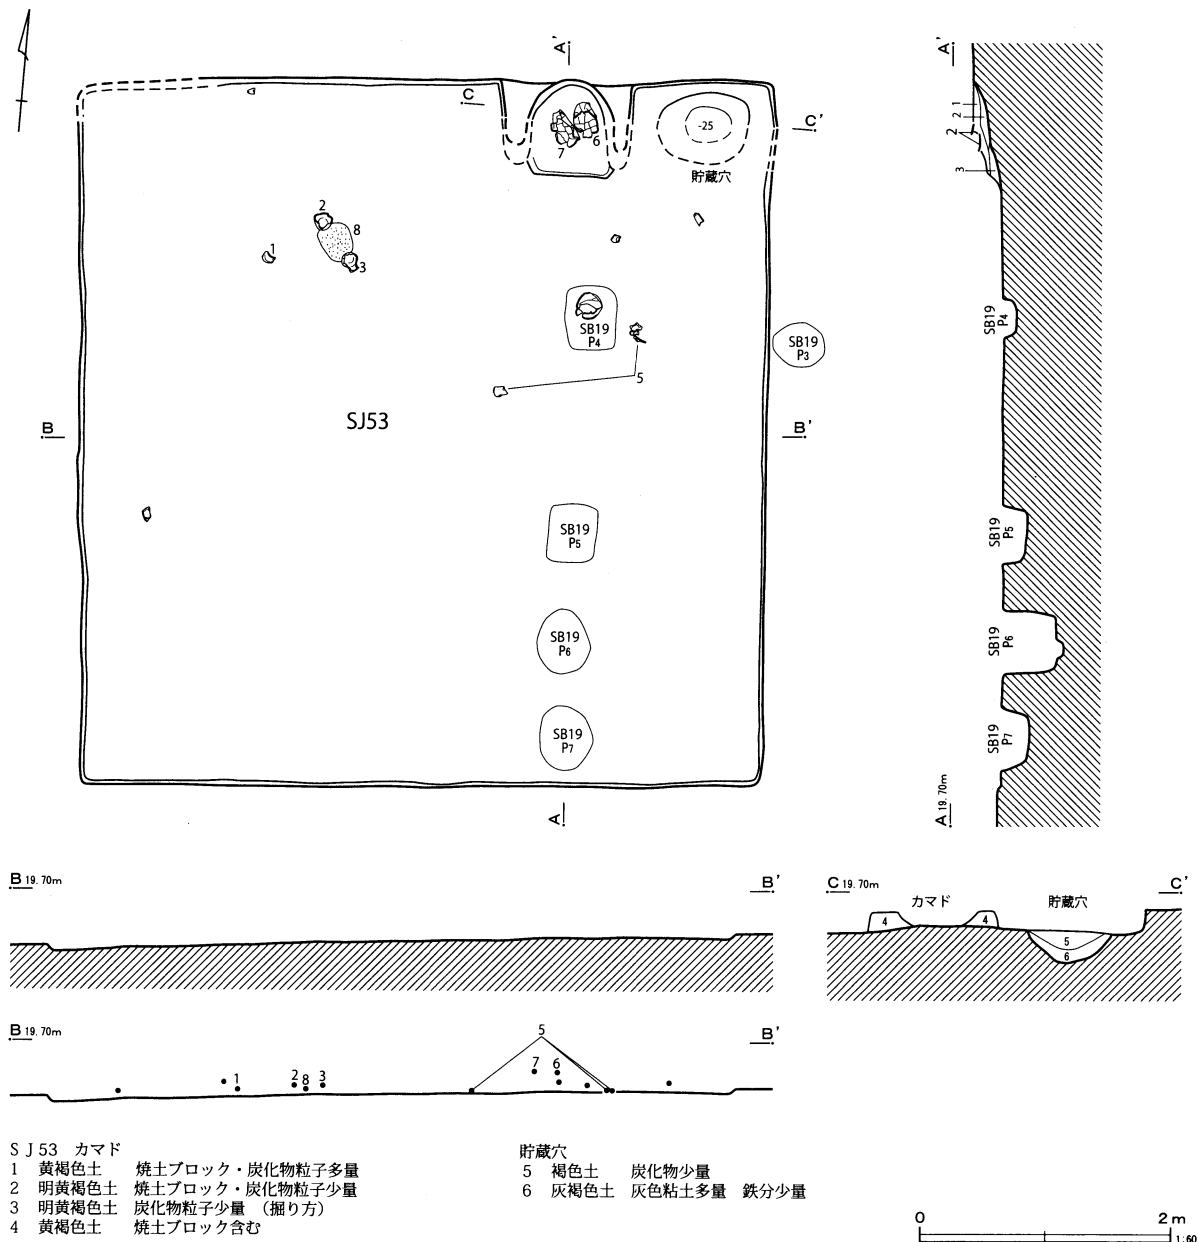 A'
A'
C
C'
-25
6
7
貯蔵穴
1
2
2
3
2
8
1
3
SB19
P4
SB19
P3
SB19
P4
5
SJ53
B
B'
SB19
P5
SB19
P5
SB19
P6
SB19
P6
SB19
P7
SB19
P7
A
A 19.70m
B 19.70m
B'
C 19.70m
C'
カマド
貯蔵穴
4
4
5
6
B 19.70m
B'
5
7
6
1
2
8
3
SJ53 カマド
1 黄褐色土 焼土ブロック・炭化物粒子多量
2 明黄褐色土 焼土ブロック・炭化物粒子少量
3 明黄褐色土 炭化物粒子少量 (掘り方)
4 黄褐色土 焼土ブロック含む
貯蔵穴
5 褐色土 炭化物少量
6 灰褐色土 灰色粘土多量 鉄分少量
0
2m
1:60